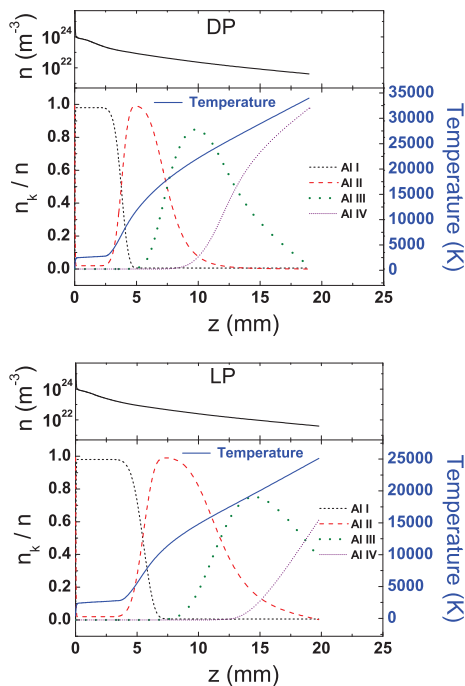 DP
n (m⁻³)
10²⁴
10²²
35000
30000
25000
20000
15000
10000
5000
0
Temperature (K)
1.0
0.8
0.6
0.4
0.2
0.0
nₖ / n
Temperature
Al I
Al II
Al III
Al IV
0 5 10 15 20 25
z (mm)
LP
n (m⁻³)
10²⁴
10²²
25000
20000
15000
10000
5000
0
Temperature (K)
1.0
0.8
0.6
0.4
0.2
0.0
nₖ / n
Temperature
Al I
Al II
Al III
Al IV
0 5 10 15 20 25
z (mm)